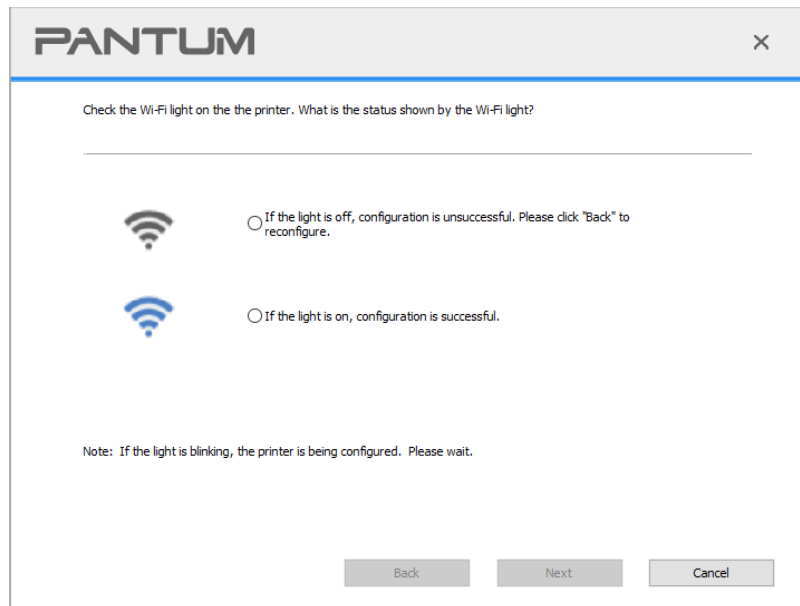 PANTUM
Check the Wi-Fi light on the the printer. What is the status shown by the Wi-Fi light?
If the light is off, configuration is unsuccessful. Please click "Back" to
reconfigure.
If the light is on, configuration is successful.
Note: If the light is blinking, the printer is being configured. Please wait.
Back
Next
Cancel